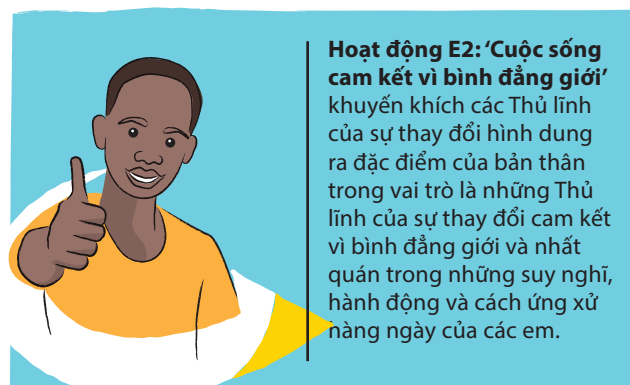 Hoạt động E2: ‘Cuộc sống
cam kết vì bình đẳng giới’
khuyến khích các Thủ lĩnh
của sự thay đổi hình dung
ra đặc điểm của bản thân
trong vai trò là những Thủ
lĩnh của sự thay đổi cam kết
vì bình đẳng giới và nhất
quán trong những suy nghĩ,
hành động và cách ứng xử
hàng ngày của các em.